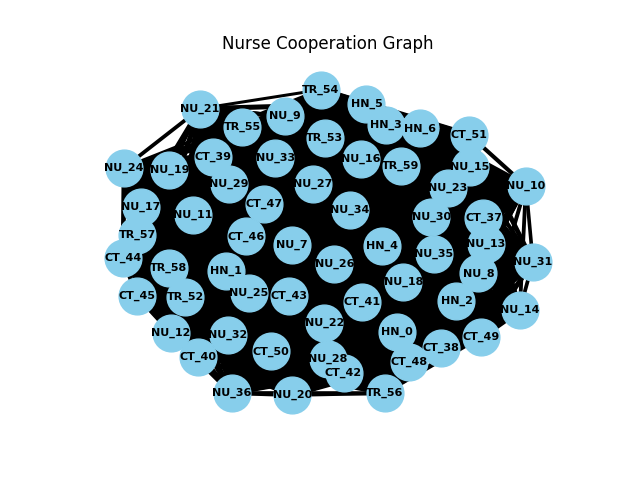 Nurse Cooperation Graph
TR_54
HN_5
NU_21
NU_9
TR_55
HN_3
HN_6
CT_51
TR_53
CT_39
NU_33
NU_16
TR_59
NU_15
NU_24
NU_19
NU_29
NU_27
NU_23
NU_10
NU_17
NU_11
CT_47
NU_34
NU_30
CT_37
TR_57
CT_46
NU_7
HN_4
NU_35
NU_13
CT_44
TR_58
HN_1
NU_26
NU_8
NU_31
CT_45
TR_52
NU_25
CT_43
CT_41
NU_18
HN_2
NU_14
NU_12
NU_32
NU_22
HN_0
CT_49
CT_40
CT_50
NU_28
CT_42
CT_48
CT_38
NU_36
NU_20
TR_56